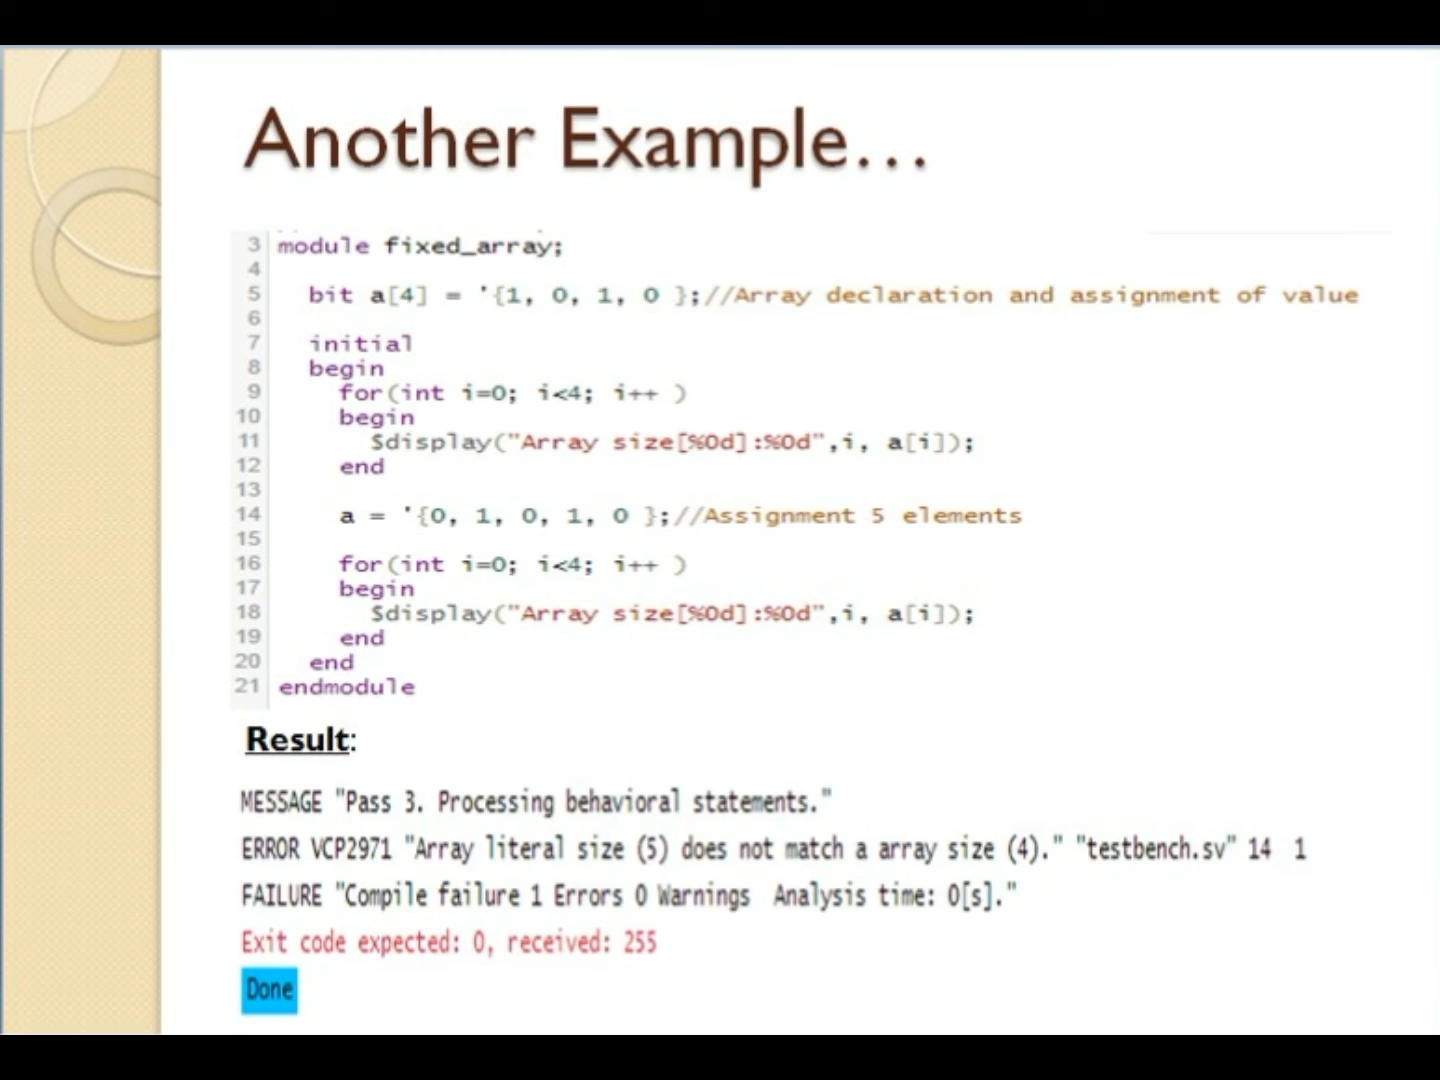 Another Example...
3 module fixed_array;
4
5 bit a[4] = '{1, 0, 1, 0 };//Array declaration and assignment of value
6
7 initial
8 begin
9 for(int i=0; i<4; i++ )
10 begin
11 $display("Array size[%0d]:%0d",i, a[i]);
12 end
13
14 a = '{0, 1, 0, 1, 0 };//Assignment 5 elements
15
16 for(int i=0; i<4; i++ )
17 begin
18 $display("Array size[%0d]:%0d",i, a[i]);
19 end
20 end
21 endmodule
Result:
MESSAGE "Pass 3. Processing behavioral statements."
ERROR VCP2971 "Array literal size (5) does not match a array size (4)." "testbench.sv" 14 1
FAILURE "Compile failure 1 Errors 0 Warnings Analysis time: 0[s]."
Exit code expected: 0, received: 255
Done